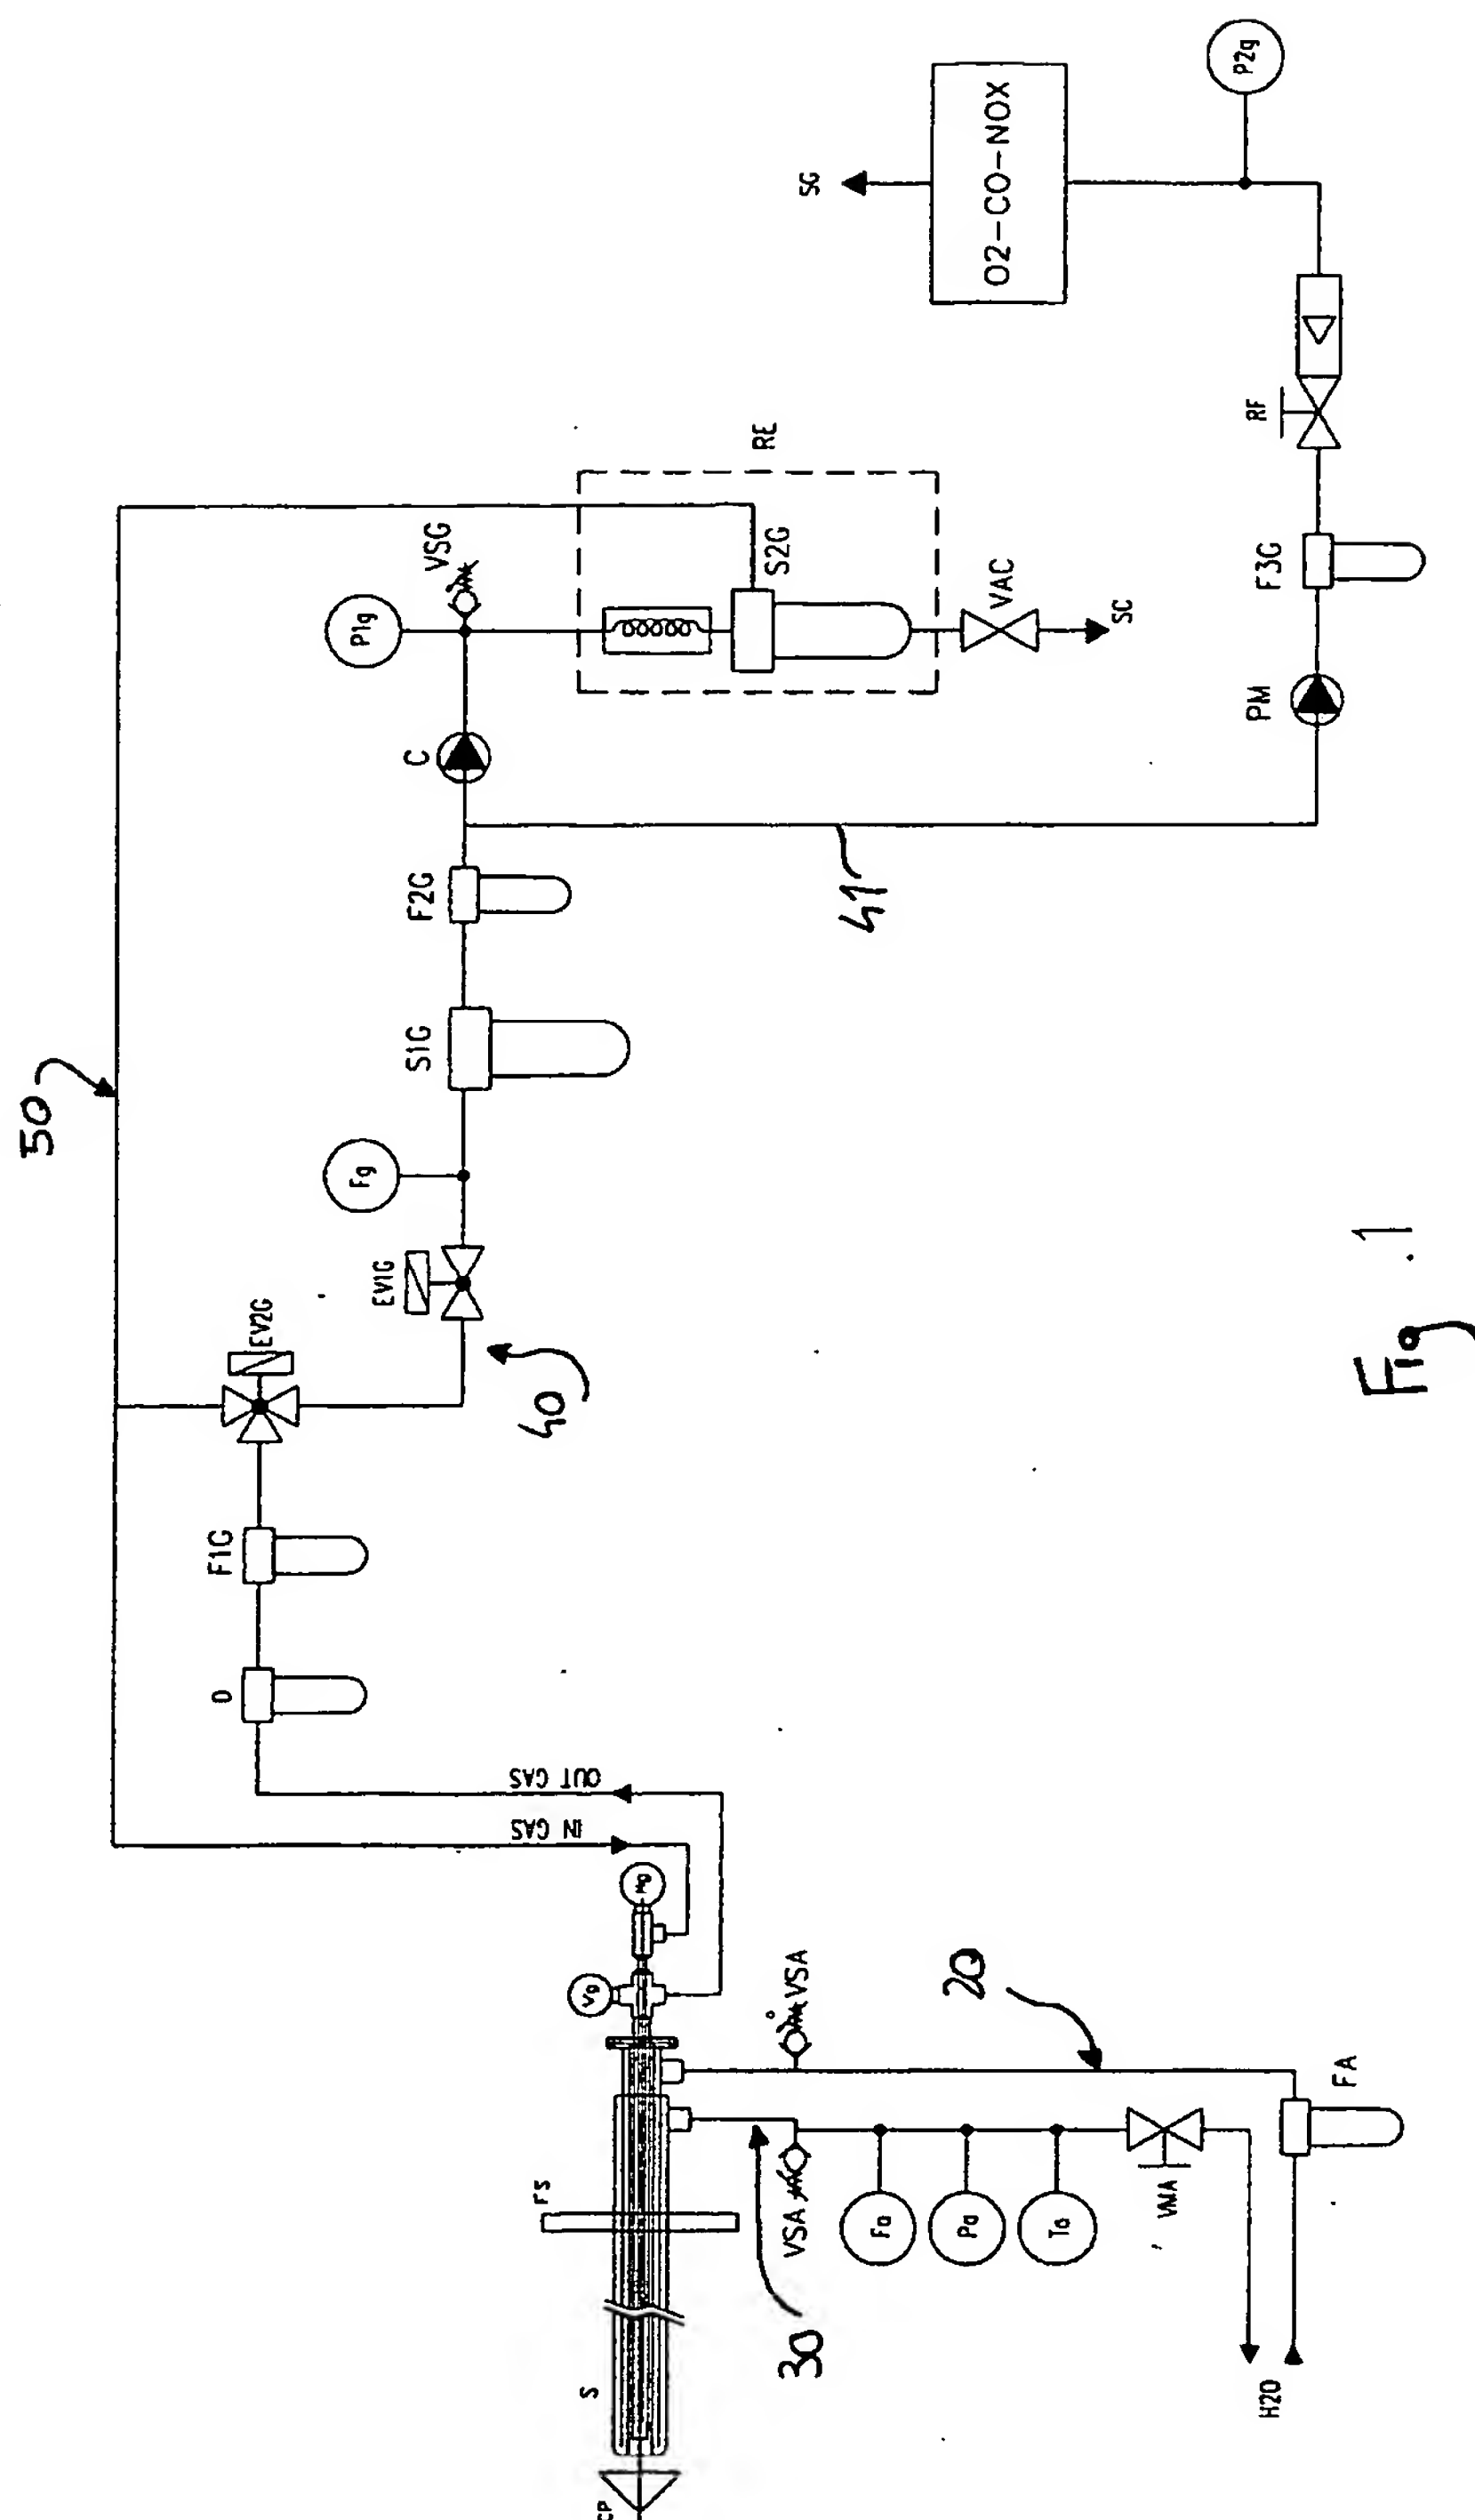 SG
P2g
O2-CO-NOX
RE
RF
VSG
P1g
S2G
VAC
SC
F3G
PM
C
F2G
41
S1G
50
Fg
EV1G
EV2G
40
Fig.1
F1G
D
OUT GAS
IN GAS
Vg
VSA
20
FA
FS
VSA
Fa
Pa
Ta
VMA
30
S
H2O
CP